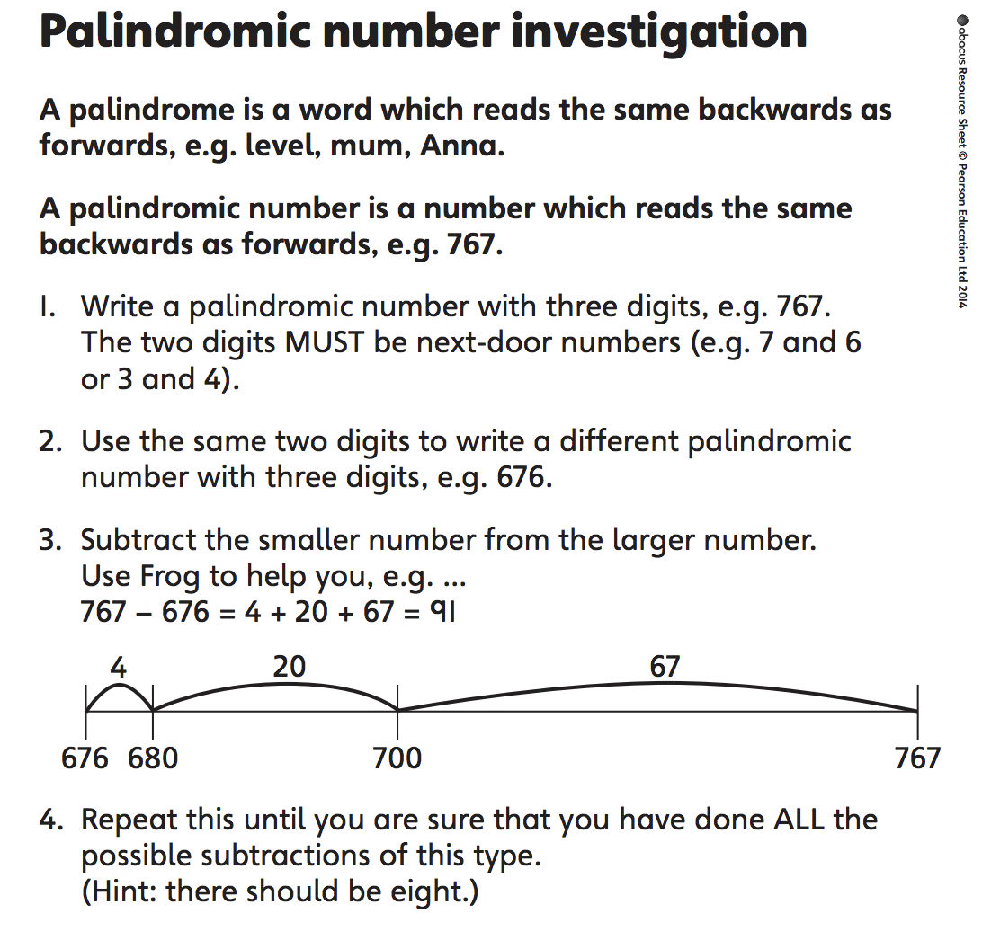 Palindromic number investigation
A palindrome is a word which reads the same backwards as
forwards, e.g. level, mum, Anna.
A palindromic number is a number which reads the same
backwards as forwards, e.g. 767.
1. Write a palindromic number with three digits, e.g. 767.
The two digits MUST be next-door numbers (e.g. 7 and 6
or 3 and 4).
2. Use the same two digits to write a different palindromic
number with three digits, e.g. 676.
3. Subtract the smaller number from the larger number.
Use Frog to help you, e.g. ...
767 – 676 = 4 + 20 + 67 = 91
4 20 67
676 680 700 767
4. Repeat this until you are sure that you have done ALL the
possible subtractions of this type.
(Hint: there should be eight.)
abacus Resource Sheet © Pearson Education Ltd 2014